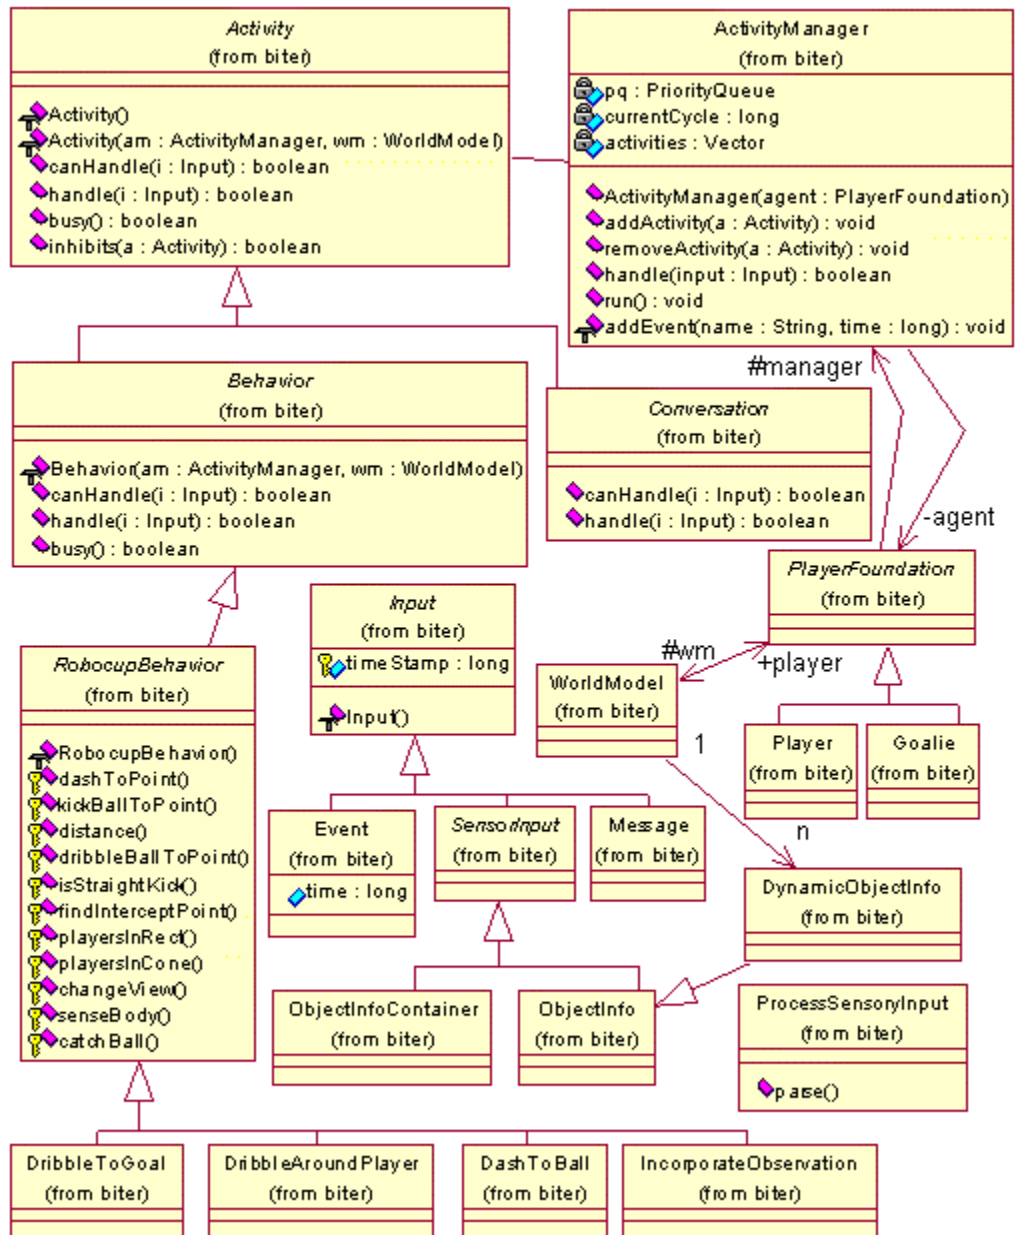 Activity
(from biter)
Activity()
Activity(am : ActivityManager, wm : WorldModel)
canHandle(i : Input) : boolean
handle(i : Input) : boolean
busy() : boolean
inhibits(a : Activity) : boolean
ActivityManager
(from biter)
pq : PriorityQueue
currentCycle : long
activities : Vector
ActivityManager(agent : PlayerFoundation)
addActivity(a : Activity) : void
removeActivity(a : Activity) : void
handle(input : Input) : boolean
run() : void
addEvent(name : String, time : long) : void
#manager
-agent
Behavior
(from biter)
Behavior(am : ActivityManager, wm : WorldModel)
canHandle(i : Input) : boolean
handle(i : Input) : boolean
busy() : boolean
Conversation
(from biter)
canHandle(i : Input) : boolean
handle(i : Input) : boolean
PlayerFoundation
(from biter)
#wm
+player
Input
(from biter)
timeStamp : long
Input()
RobocupBehavior
(from biter)
RobocupBehavior()
dashToPoint()
kickBallToPoint()
distance()
dribbleBallToPoint()
isStraightKick()
findInterceptPoint()
playersInRect()
playersInCone()
changeView()
senseBody()
catchBall()
WorldModel
(from biter)
1
n
Player
(from biter)
Goalie
(from biter)
Event
(from biter)
time : long
SensorInput
(from biter)
Message
(from biter)
DynamicObjectInfo
(from biter)
ObjectInfoContainer
(from biter)
ObjectInfo
(from biter)
ProcessSensoryInput
(from biter)
parse()
DribbleToGoal
(from biter)
DribbleAroundPlayer
(from biter)
DashToBall
(from biter)
IncorporateObservation
(from biter)